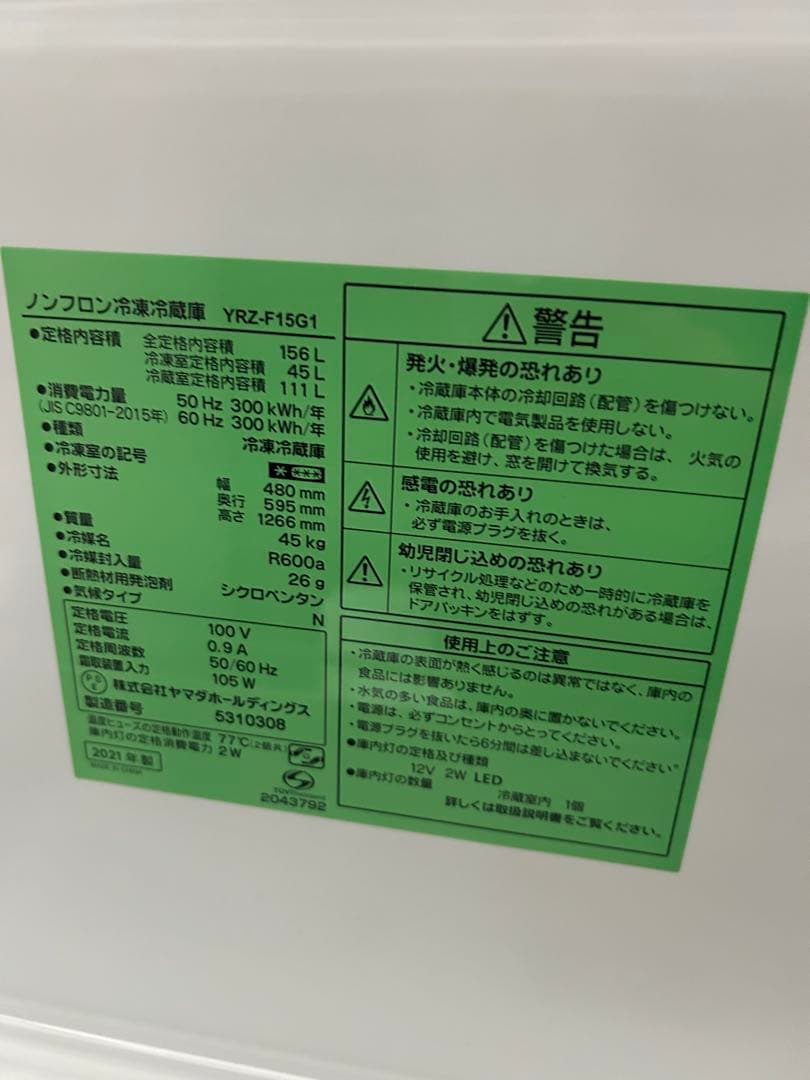 ノンフロン冷凍冷蔵庫 YRZ-F15G1
●定格内容積 全定格内容積 156 L
冷凍室定格内容積 45 L
冷蔵室定格内容積 111 L
●消費電力量 50 Hz 300 kWh/年
(JIS C9801-2015年) 60 Hz 300 kWh/年
●種類 冷凍冷蔵庫
●冷凍室の記号
●外形寸法 幅 480 mm
奥行 595 mm
高さ 1266 mm
●質量 45 kg
●冷媒名 R600a
●冷媒封入量 26 g
●断熱材用発泡剤 シクロペンタン
●気候タイプ N
定格電圧 100 V
定格電流 0.9 A
定格周波数 50/60 Hz
霜取装置入力 105 W
PSE 株式会社ヤマダホールディングス
製造番号 5310308
温度ヒューズの定格動作温度 77℃(2個共)
庫内灯の定格消費電力 2 W
2021 年製
2043792
⚠警告
発火・爆発の恐れあり
・冷蔵庫本体の冷却回路(配管)を傷つけない。
・冷蔵庫内で電気製品を使用しない。
・冷却回路(配管)を傷つけた場合は、火気の
使用を避け、窓を開けて換気する。
感電の恐れあり
・冷蔵庫のお手入れのときは、
必ず電源プラグを抜く。
幼児閉じ込めの恐れあり
・リサイクル処理などのため一時的に冷蔵庫を
保管され、幼児閉じ込めの恐れがある場合は、
ドアパッキンをはずす。
使用上のご注意
・冷蔵庫の表面が熱く感じるのは異常ではなく、庫内の
食品には影響ありません。
・水気の多い食品は、庫内の奥に置かないでください。
・電源は、必ずコンセントからとってください。
・電源プラグを抜いたら6分間は差し込まないでください。
●庫内灯の定格及び種類
12V 2W LED
●庫内灯の数量 冷蔵室内 1個
詳しくは取扱説明書をご覧ください。